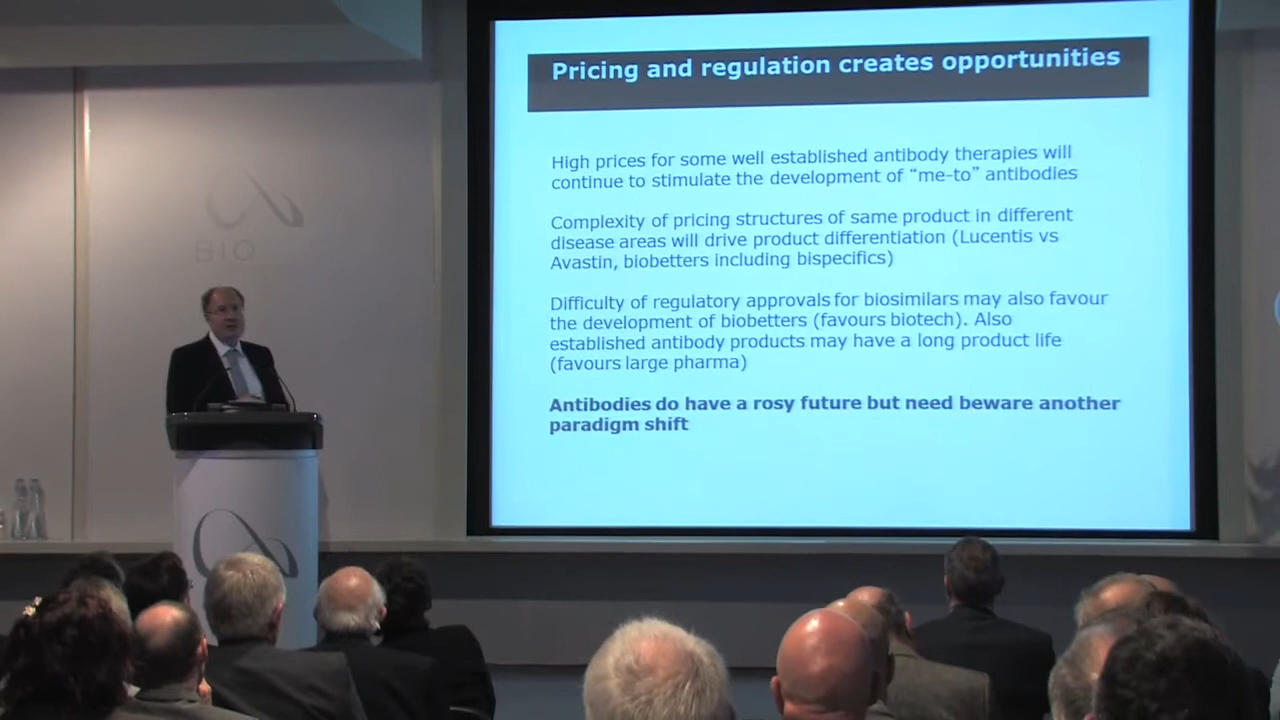 Pricing and regulation creates opportunities
High prices for some well established antibody therapies will
continue to stimulate the development of “me-to” antibodies
Complexity of pricing structures of same product in different
disease areas will drive product differentiation (Lucentis vs
Avastin, biobetters including bispecifics)
Difficulty of regulatory approvals for biosimilars may also favour
the development of biobetters (favours biotech). Also
established antibody products may have a long product life
(favours large pharma)
Antibodies do have a rosy future but need beware another
paradigm shift
BIO